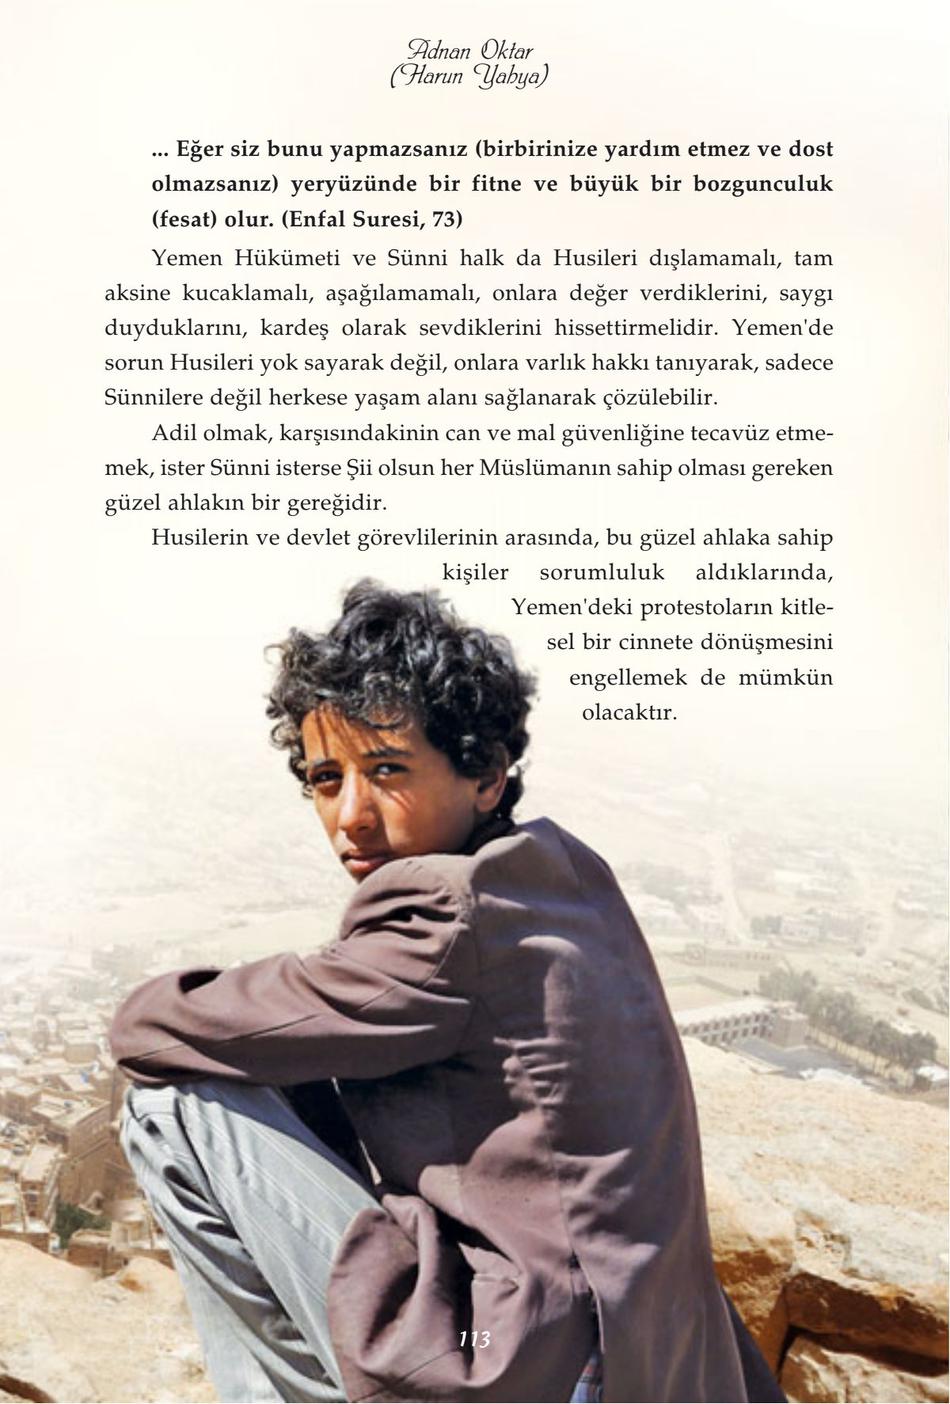 Adnan Oktar
(Harun Yahya)
... Eğer siz bunu yapmazsanız (birbirinize yardım etmez ve dost
olmazsanız) yeryüzünde bir fitne ve büyük bir bozgunculuk
(fesat) olur. (Enfal Suresi, 73)
Yemen Hükümeti ve Sünni halk da Husileri dışlamamalı, tam
aksine kucaklamalı, aşağılamamalı, onlara değer verdiklerini, saygı
duyduklarını, kardeş olarak sevdiklerini hissettirmelidir. Yemen'de
sorun Husileri yok sayarak değil, onlara varlık hakkı tanıyarak, sadece
Sünnilere değil herkese yaşam alanı sağlanarak çözülebilir.
Adil olmak, karşısındakinin can ve mal güvenliğine tecavüz etme-
mek, ister Sünni isterse Şii olsun her Müslümanın sahip olması gereken
güzel ahlakın bir gereğidir.
Husilerin ve devlet görevlilerinin arasında, bu güzel ahlaka sahip
kişiler sorumluluk aldıklarında,
Yemen'deki protestoların kitle-
sel bir cinnete dönüşmesini
engellemek de mümkün
olacaktır.
113